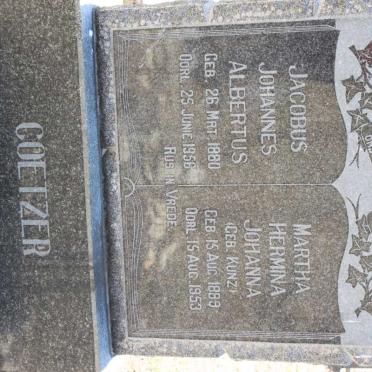 JACOBUS
JOHANNES
ALBERTUS
GEB. 26 MRT. 1880
OORL. 25 JUNIE 1956
MARTHA
HERMINA
JOHANNA
(GEB. KUNZ)
GEB. 15 AUG. 1889
OORL. 15 AUG. 1953
RUS IN VREDE
COETZER